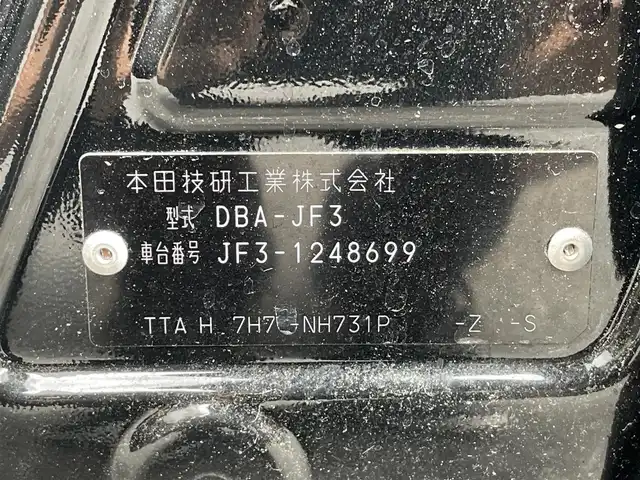 本田技研工業株式会社
型式 DBA-JF3
車台番号 JF3-1248699
TTA H 7H7 -NH731P -Z -S